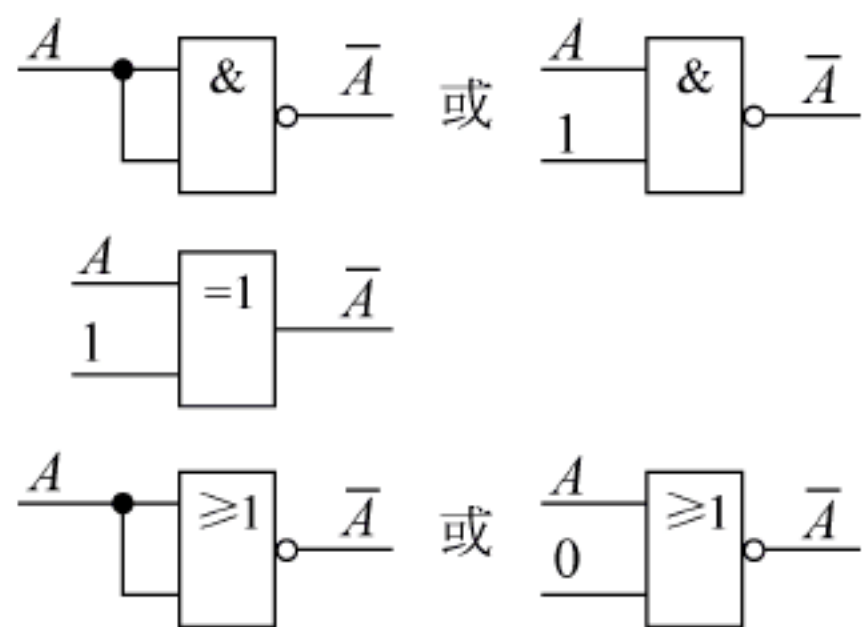 A & A̅ 或 A 1 & A̅
A 1 =1 A̅
A ≥1 A̅ 或 A 0 ≥1 A̅